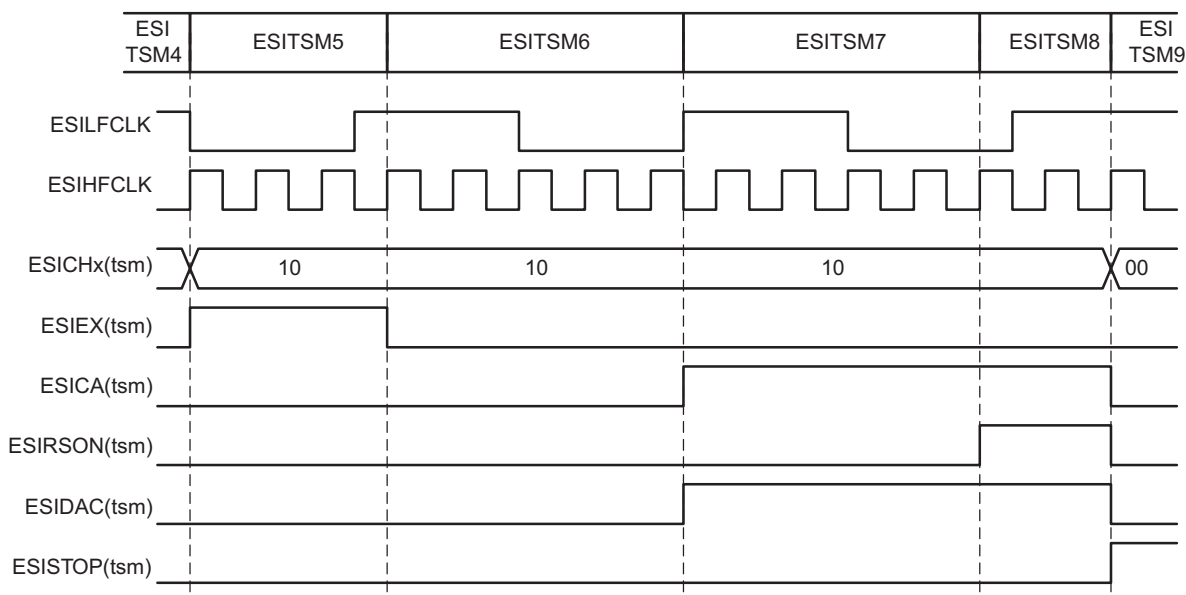 ESI
TSM4
ESITSM5
ESITSM6
ESITSM7
ESITSM8
ESI
TSM9
ESILFCLK
ESIHFCLK
ESICHx(tsm)
10
10
10
00
ESIEX(tsm)
ESICA(tsm)
ESIRSON(tsm)
ESIDAC(tsm)
ESISTOP(tsm)